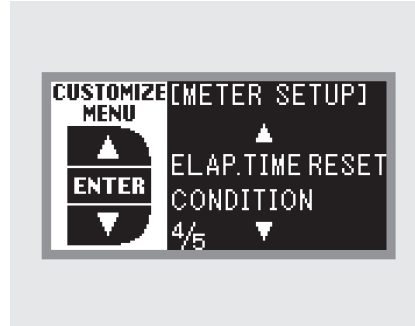 CUSTOMIZE
MENU
ENTER
[METER SETUP]
ELAP.TIME RESET
CONDITION
4/5